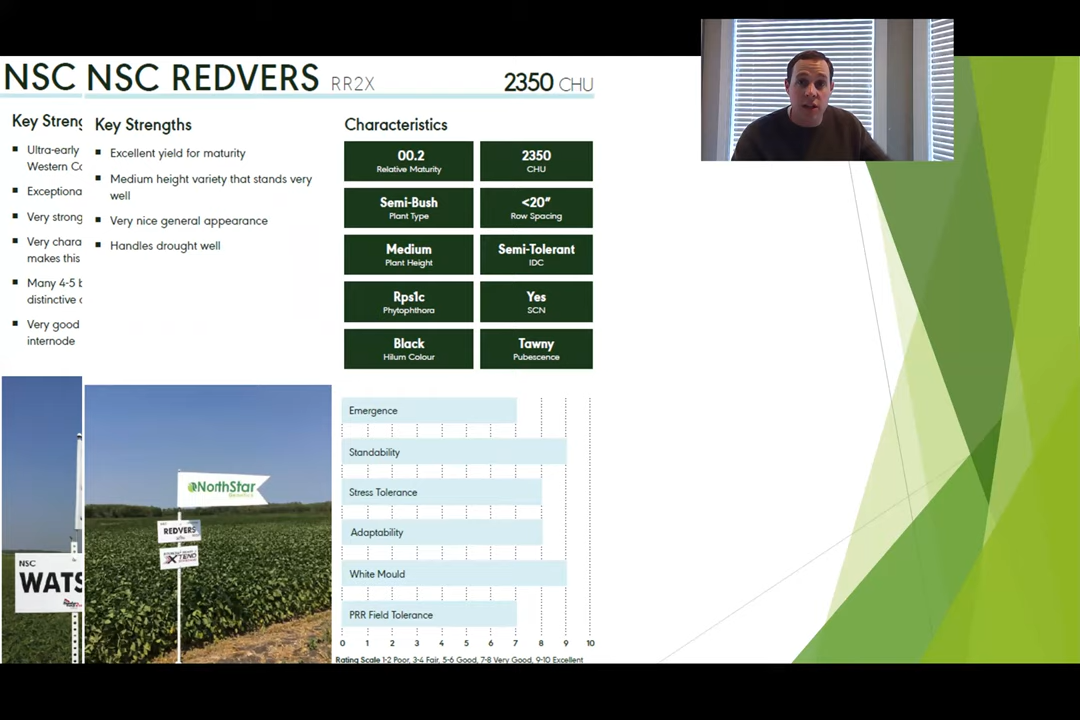 NSC
Key Streng
Ultra-early
Western Co
Exceptiona
Very strong
Very chara
makes this
Many 4-5 b
distinctive c
Very good
internode
NSC
WATS
NSC REDVERS RR2X 2350 CHU
Key Strengths
Excellent yield for maturity
Medium height variety that stands very
well
Very nice general appearance
Handles drought well
NorthStar
Genetics
REDVERS
XTEND
Characteristics
00.2
Relative Maturity
2350
CHU
Semi-Bush
Plant Type
<20"
Row Spacing
Medium
Plant Height
Semi-Tolerant
IDC
Rps1c
Phytophthora
Yes
SCN
Black
Hilum Colour
Tawny
Pubescence
Emergence
Standability
Stress Tolerance
Adaptability
White Mould
PRR Field Tolerance
0 1 2 3 4 5 6 7 8 9 10
Rating Scale 1-2 Poor, 3-4 Fair, 5-6 Good, 7-8 Very Good, 9-10 Excellent